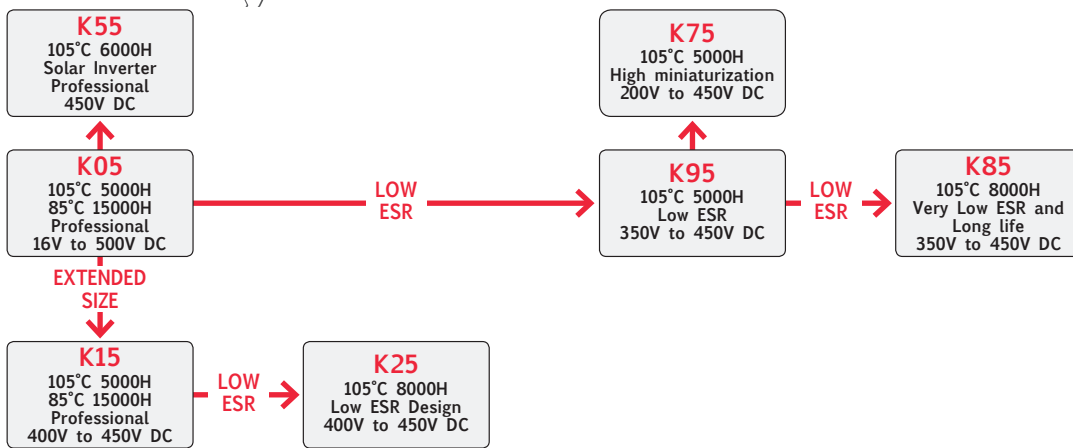 K55
105°C 6000H
Solar Inverter
Professional
450V DC
K75
105°C 5000H
High miniaturization
200V to 450V DC
K05
105°C 5000H
85°C 15000H
Professional
16V to 500V DC
LOW
ESR
K95
105°C 5000H
Low ESR
350V to 450V DC
LOW
ESR
K85
105°C 8000H
Very Low ESR and
Long life
350V to 450V DC
EXTENDED
SIZE
K15
105°C 5000H
85°C 15000H
Professional
400V to 450V DC
LOW
ESR
K25
105°C 8000H
Low ESR Design
400V to 450V DC